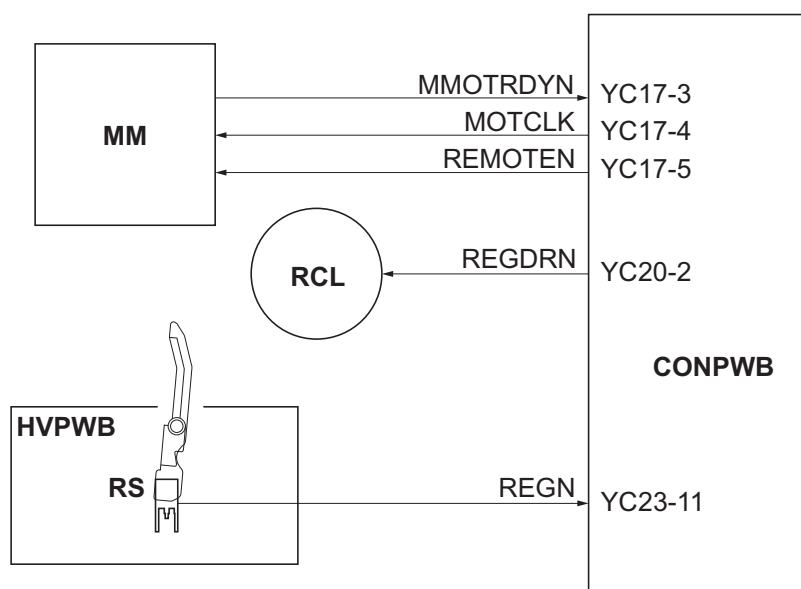 MM
MMOTRDYN
YC17-3
MOTCLK
YC17-4
REMOTEN
YC17-5
RCL
REGDRN
YC20-2
CONPWB
HVPWB
RS
REGN
YC23-11